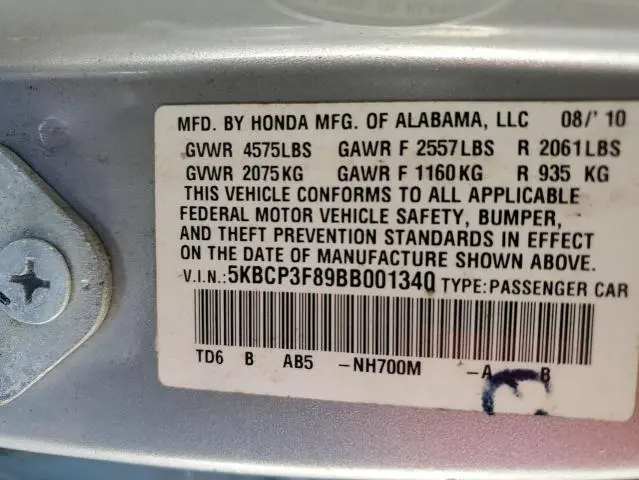 MFD. BY HONDA MFG. OF ALABAMA, LLC 08/' 10
GVWR 4575LBS GAWR F 2557LBS R 2061LBS
GVWR 2075KG GAWR F 1160KG R 935 KG
THIS VEHICLE CONFORMS TO ALL APPLICABLE
FEDERAL MOTOR VEHICLE SAFETY, BUMPER,
AND THEFT PREVENTION STANDARDS IN EFFECT
ON THE DATE OF MANUFACTURE SHOWN ABOVE.
V.I.N.:5KBCP3F89BB001340 TYPE:PASSENGER CAR
TD6 B AB5 -NH700M -A B